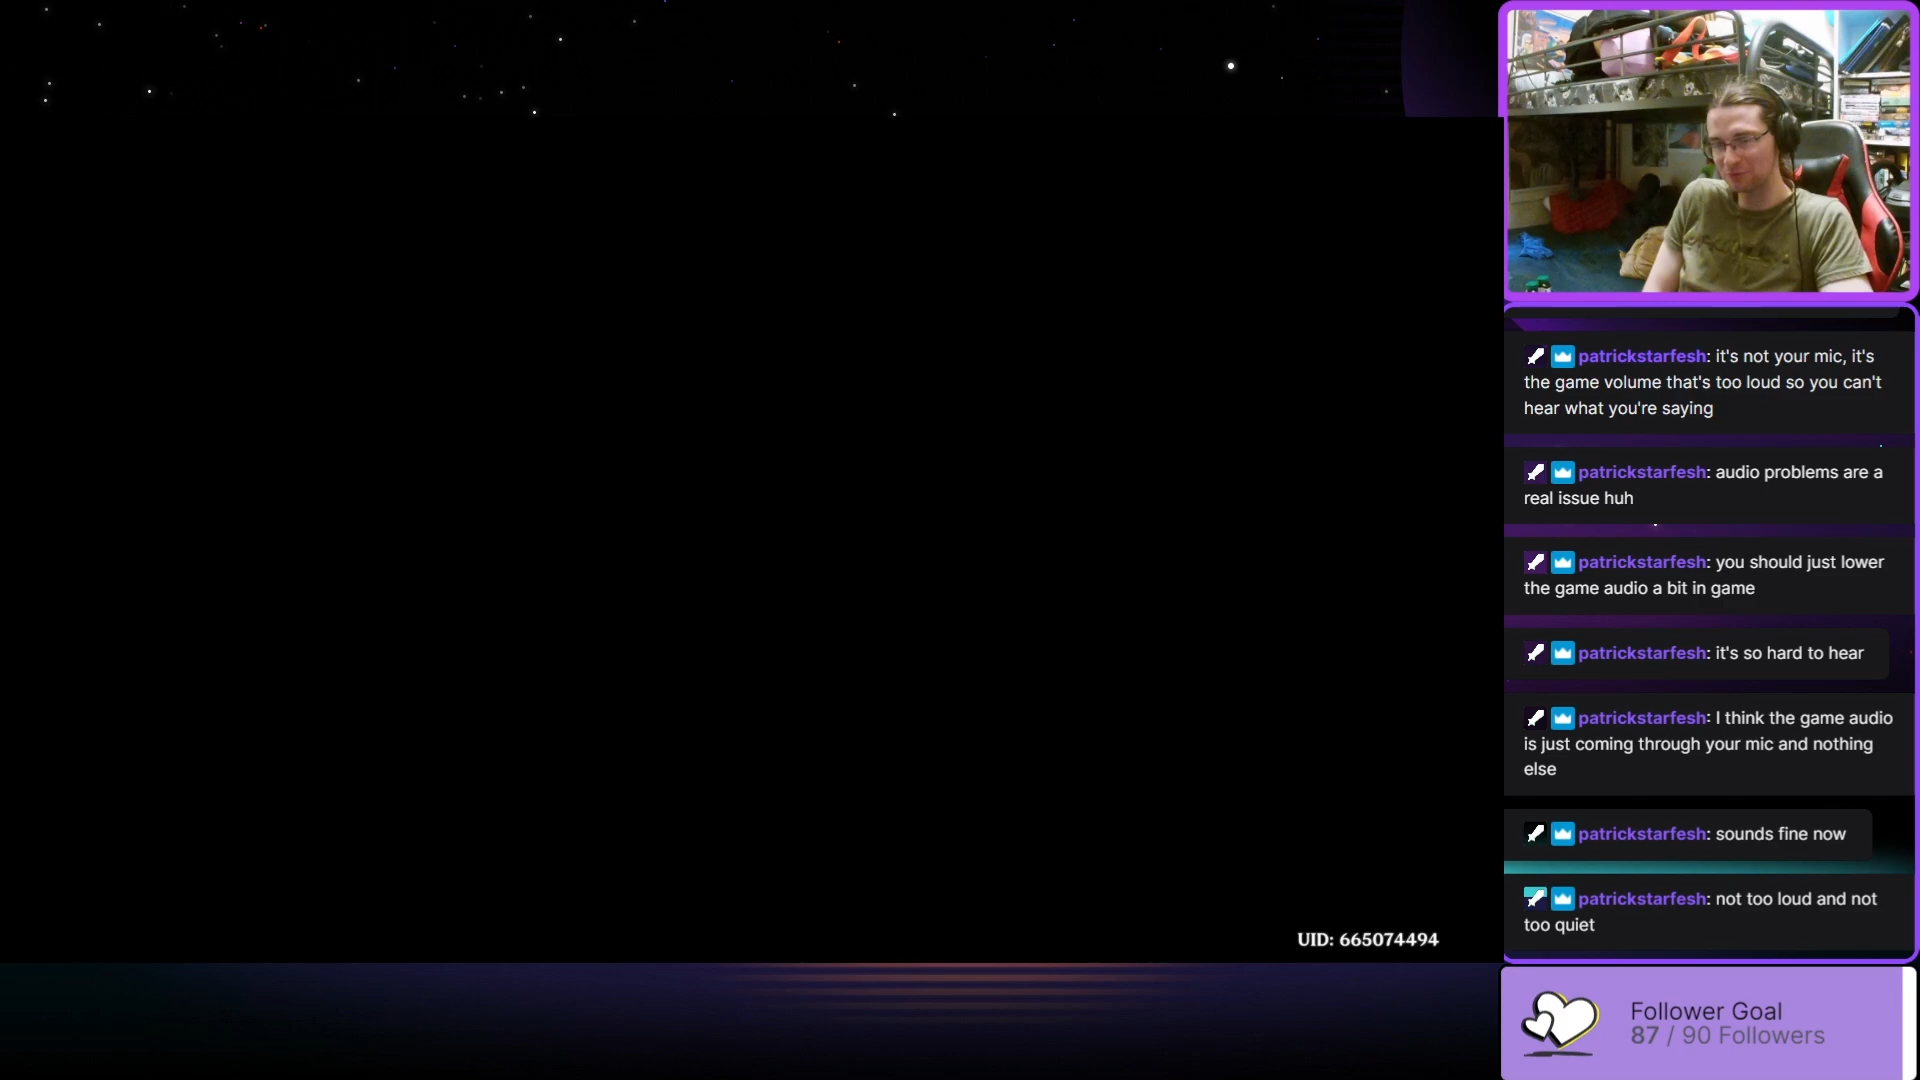 patrickstarfesh: it's not your mic, it's
the game volume that's too loud so you can't
hear what you're saying
patrickstarfesh: audio problems are a
real issue huh
patrickstarfesh: you should just lower
the game audio a bit in game
patrickstarfesh: it's so hard to hear
patrickstarfesh: I think the game audio
is just coming through your mic and nothing
else
patrickstarfesh: sounds fine now
patrickstarfesh: not too loud and not
too quiet
UID: 665074494
Follower Goal
87 / 90 Followers